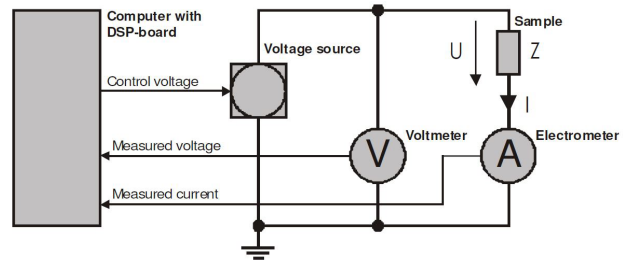 Computer with
DSP-board
Voltage source
Sample
U
Z
Control voltage
I
Measured voltage
V
Voltmeter
A
Electrometer
Measured current